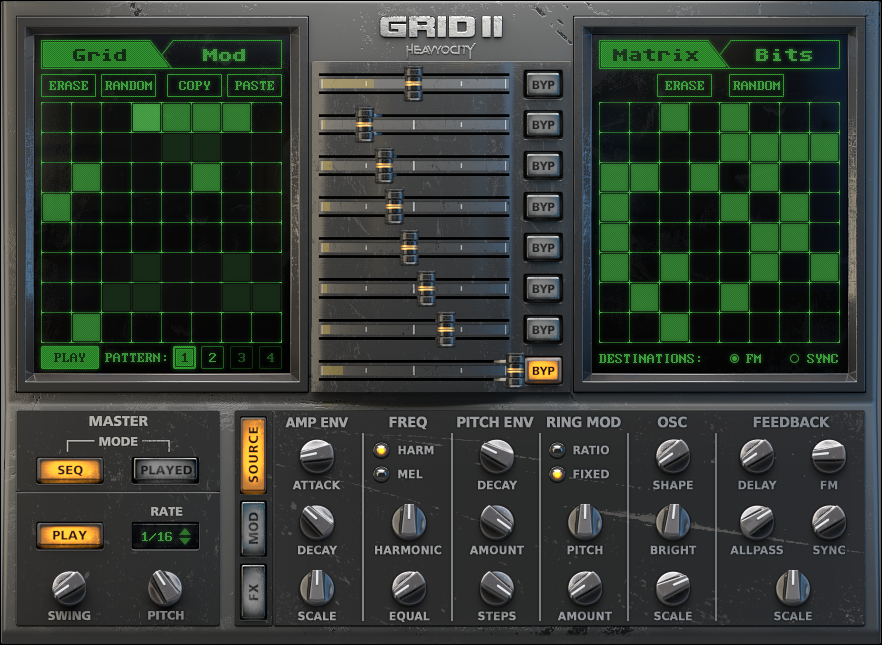 GRID II
HEAVYOCITY
Grid Mod
ERASE RANDOM COPY PASTE
PLAY PATTERN: 1 2 3 4
BYP
BYP
BYP
BYP
BYP
BYP
BYP
BYP
Matrix Bits
ERASE RANDOM
DESTINATIONS: FM SYNC
MASTER
MODE
SEQ PLAYED
RATE
PLAY 1/16
SWING PITCH
SOURCE
MOD
FX
AMP ENV
ATTACK
DECAY
SCALE
FREQ
HARM
MEL
HARMONIC
EQUAL
PITCH ENV
DECAY
AMOUNT
STEPS
RING MOD
RATIO
FIXED
PITCH
AMOUNT
OSC
SHAPE
BRIGHT
SCALE
FEEDBACK
DELAY FM
ALLPASS SYNC
SCALE